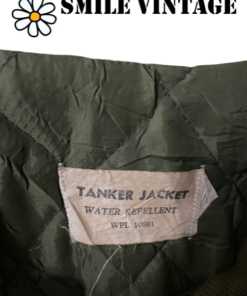 SMILE VINTAGE
TANKER JACKET
WATER REPELLENT
WPL 10881